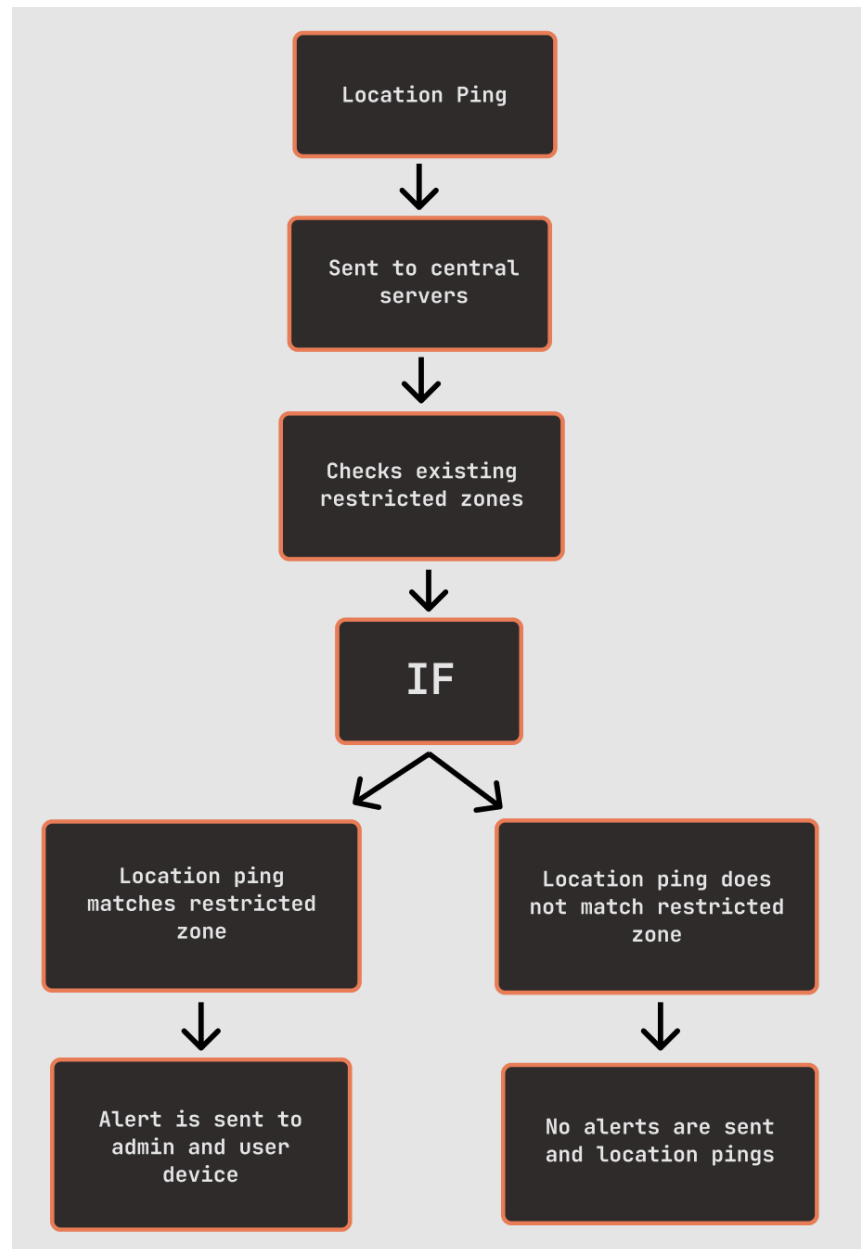 Location Ping
Sent to central
servers
Checks existing
restricted zones
IF
Location ping
matches restricted
zone
Location ping does
not match restricted
zone
Alert is sent to
admin and user
device
No alerts are sent
and location pings